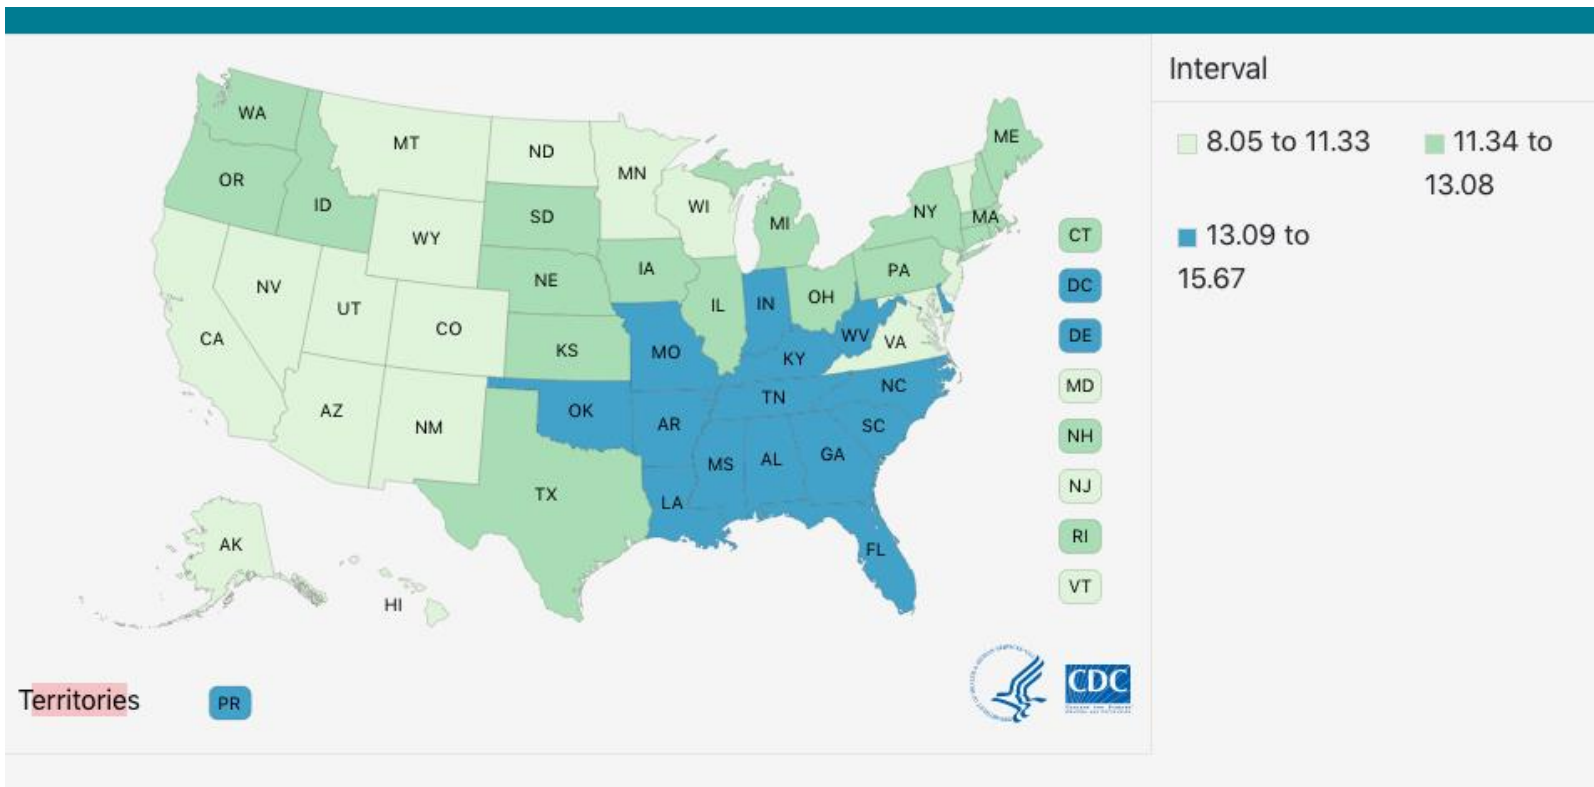 Interval
8.05 to 11.33
11.34 to
13.08
13.09 to
15.67
WA
MT
ND
MN
ME
OR
ID
SD
WI
MI
NY
MA
WY
IA
PA
NV
NE
IL
IN
OH
UT
CO
CA
KS
MO
WV
VA
KY
AZ
NM
OK
AR
TN
NC
SC
MS
AL
GA
TX
LA
FL
AK
HI
CT
DC
DE
MD
NH
NJ
RI
VT
Territories
PR
CDC